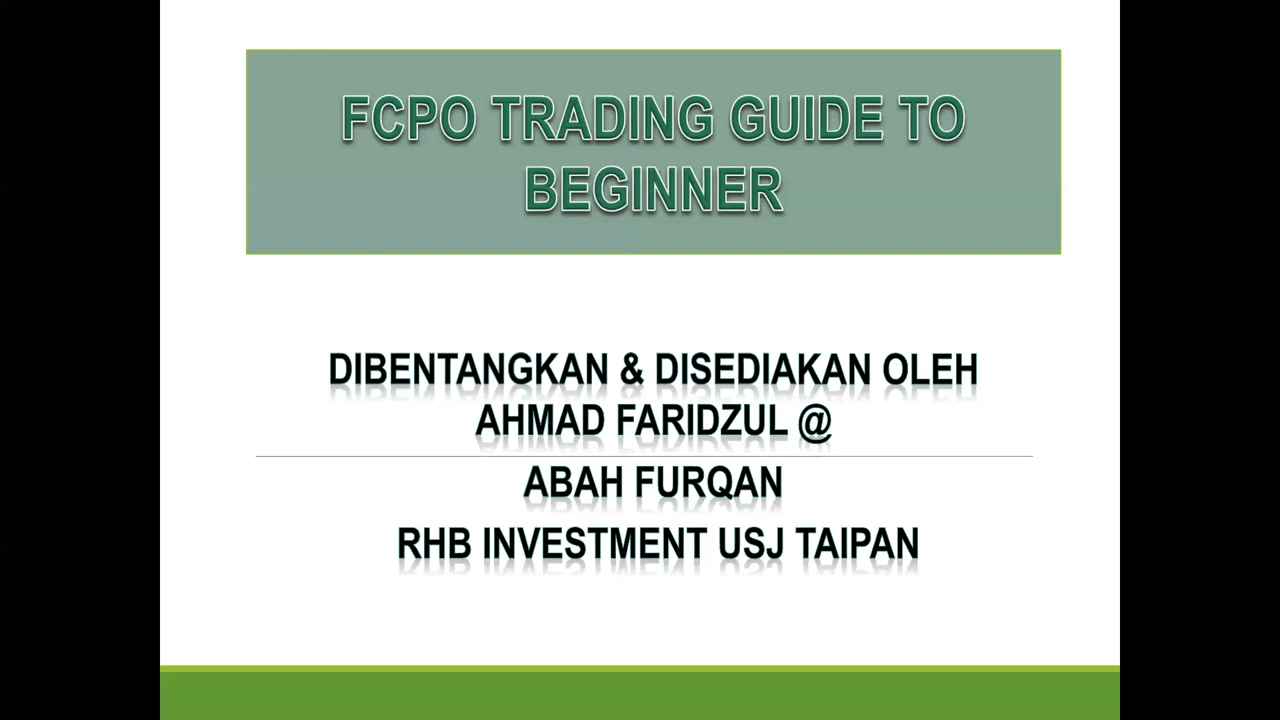 FCPO TRADING GUIDE TO
BEGINNER
DIBENTANGKAN & DISEDIAKAN OLEH
AHMAD FARIDZUL @
ABAH FURQAN
RHB INVESTMENT USJ TAIPAN